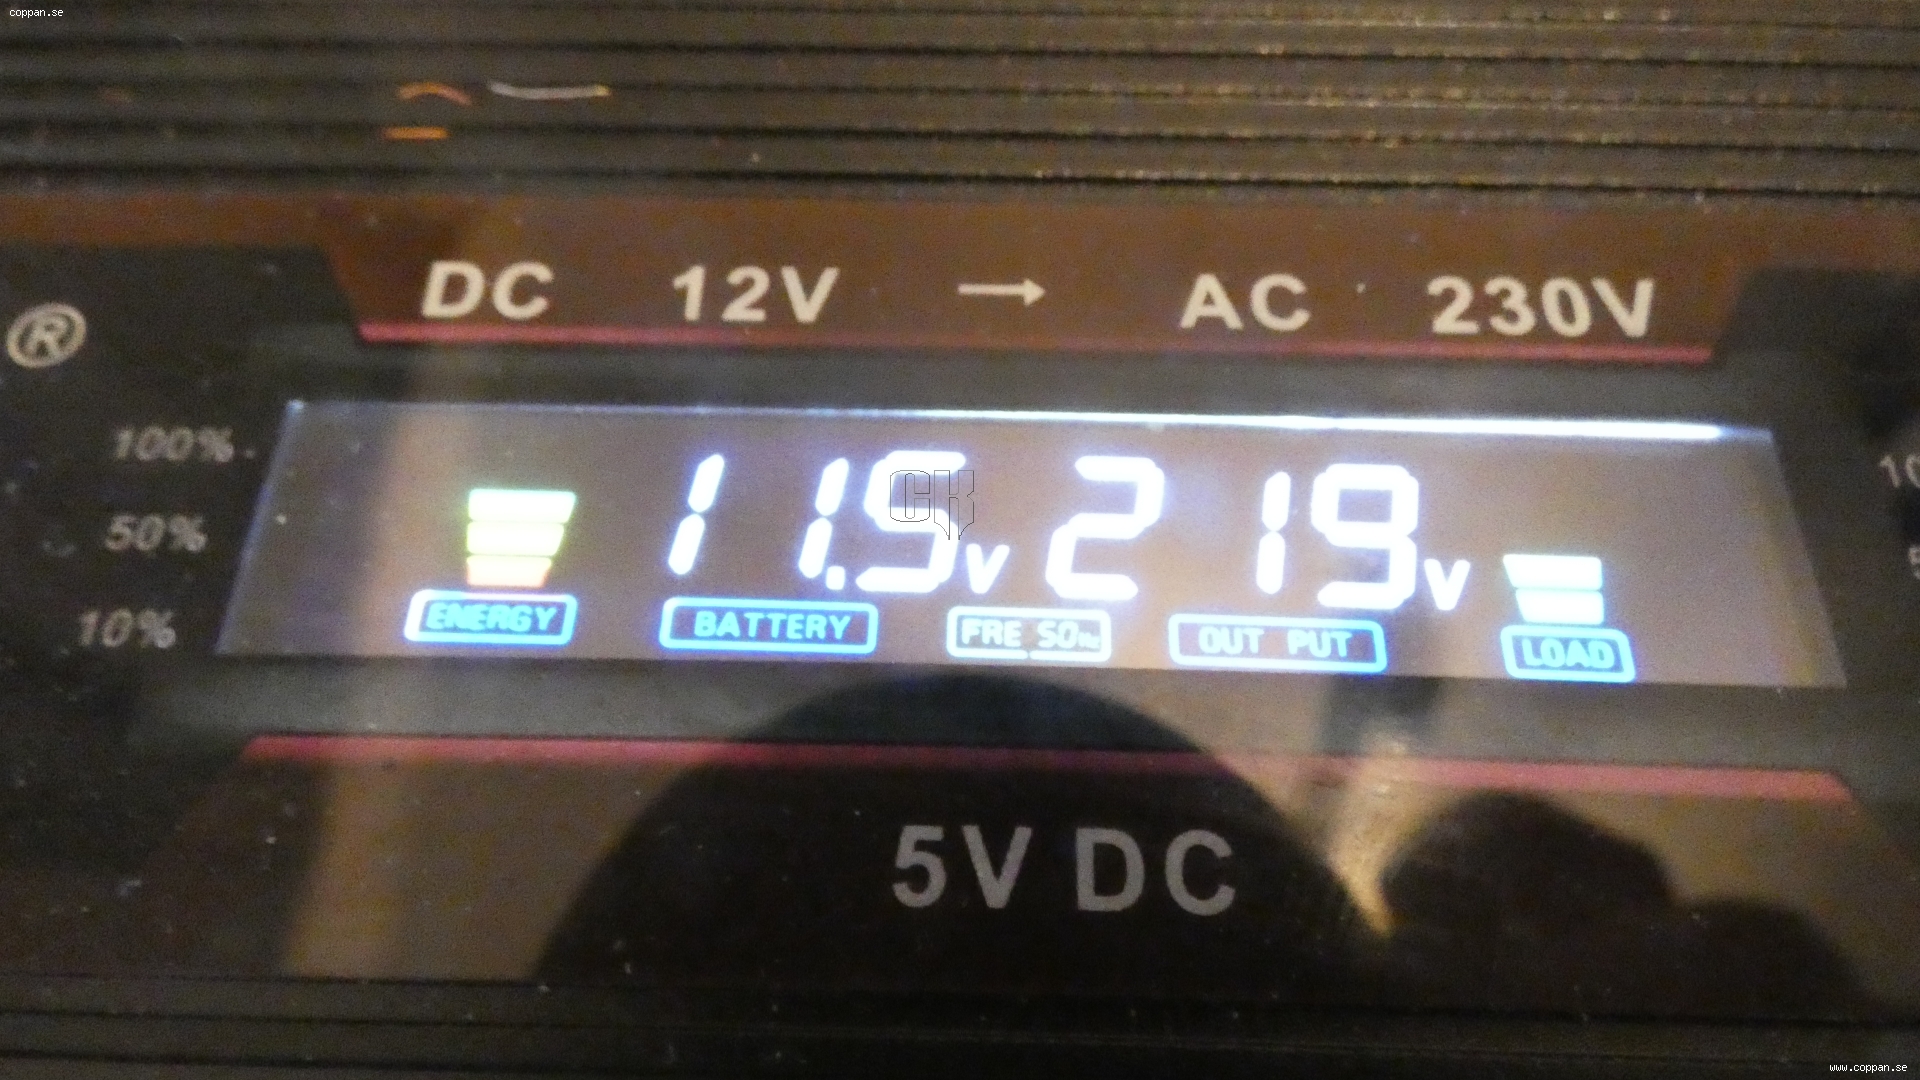 coppan.se
DC 12V → AC 230V
®
100%
50%
10%
11.5V 219V
ENERGY BATTERY FRE 50Hz OUT PUT LOAD
CK
5V DC
www.coppan.se